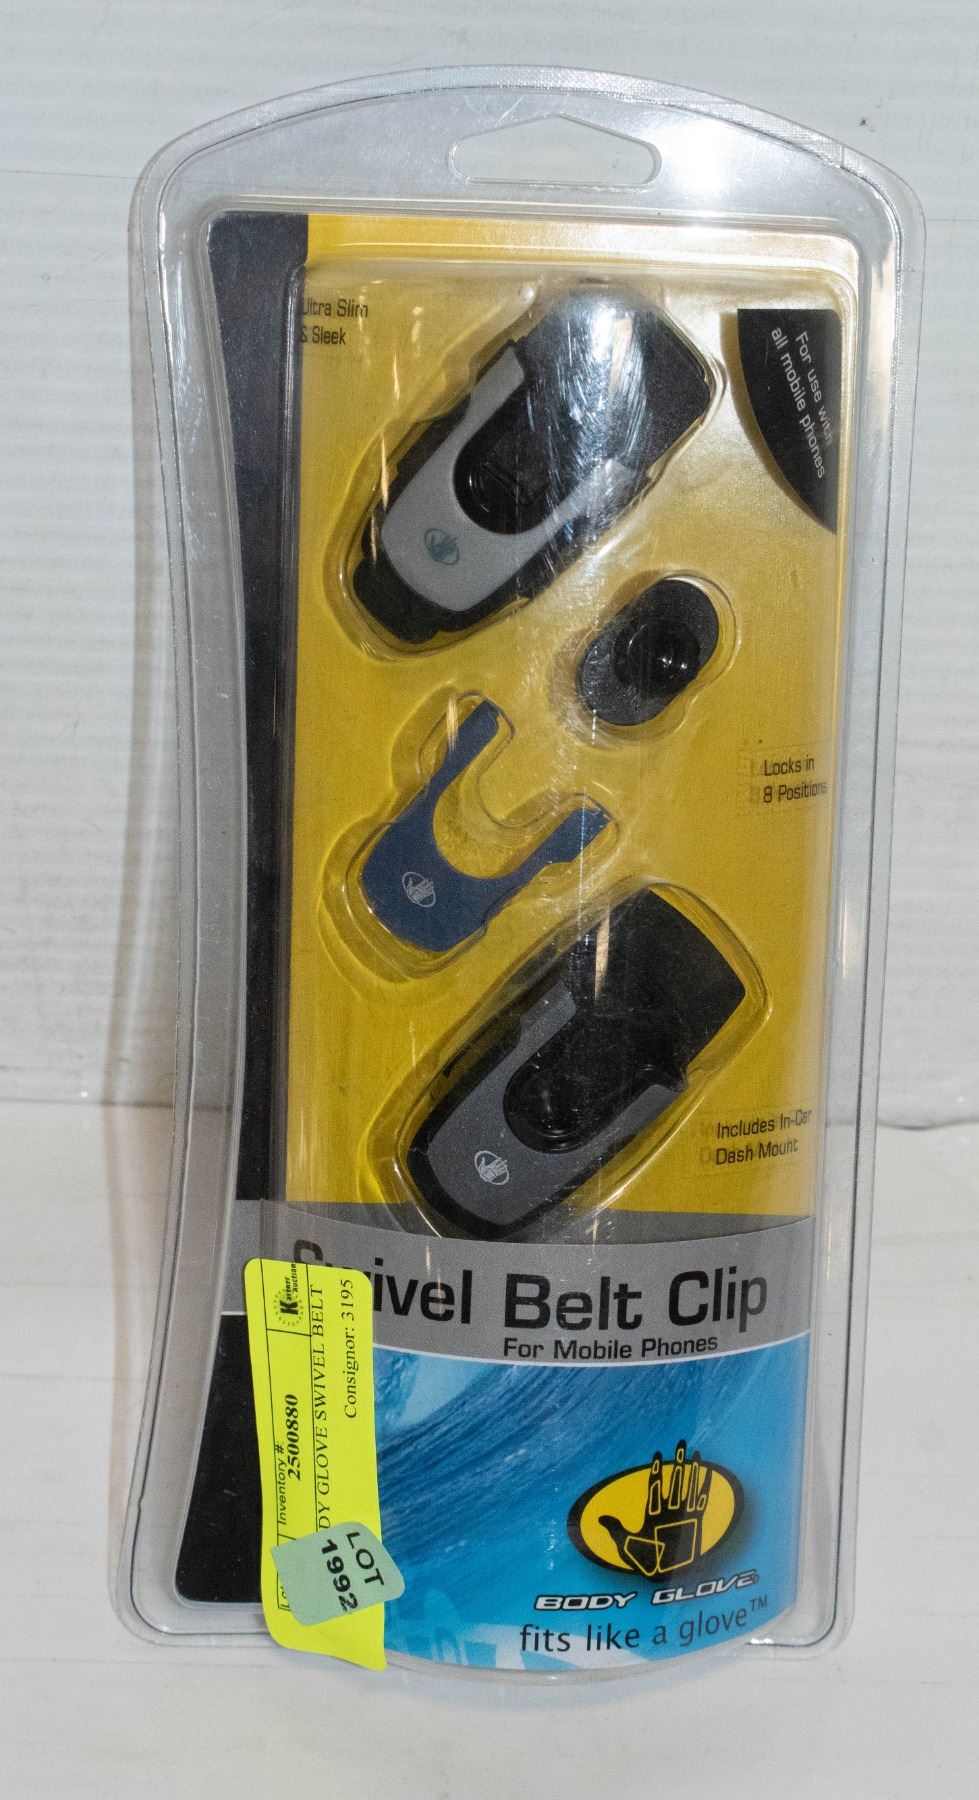 Ultra Slim
& Sleek
For use with
all mobile phones
Locks in
8 Positions
Includes In-Car
Dash Mount
Swivel Belt Clip
For Mobile Phones
Kastner
Auctions
Inventory #:
2500880
DY GLOVE SWIVEL BELT
Consignor: 3195
LOT
1992
BODY GLOVE
fits like a glove™